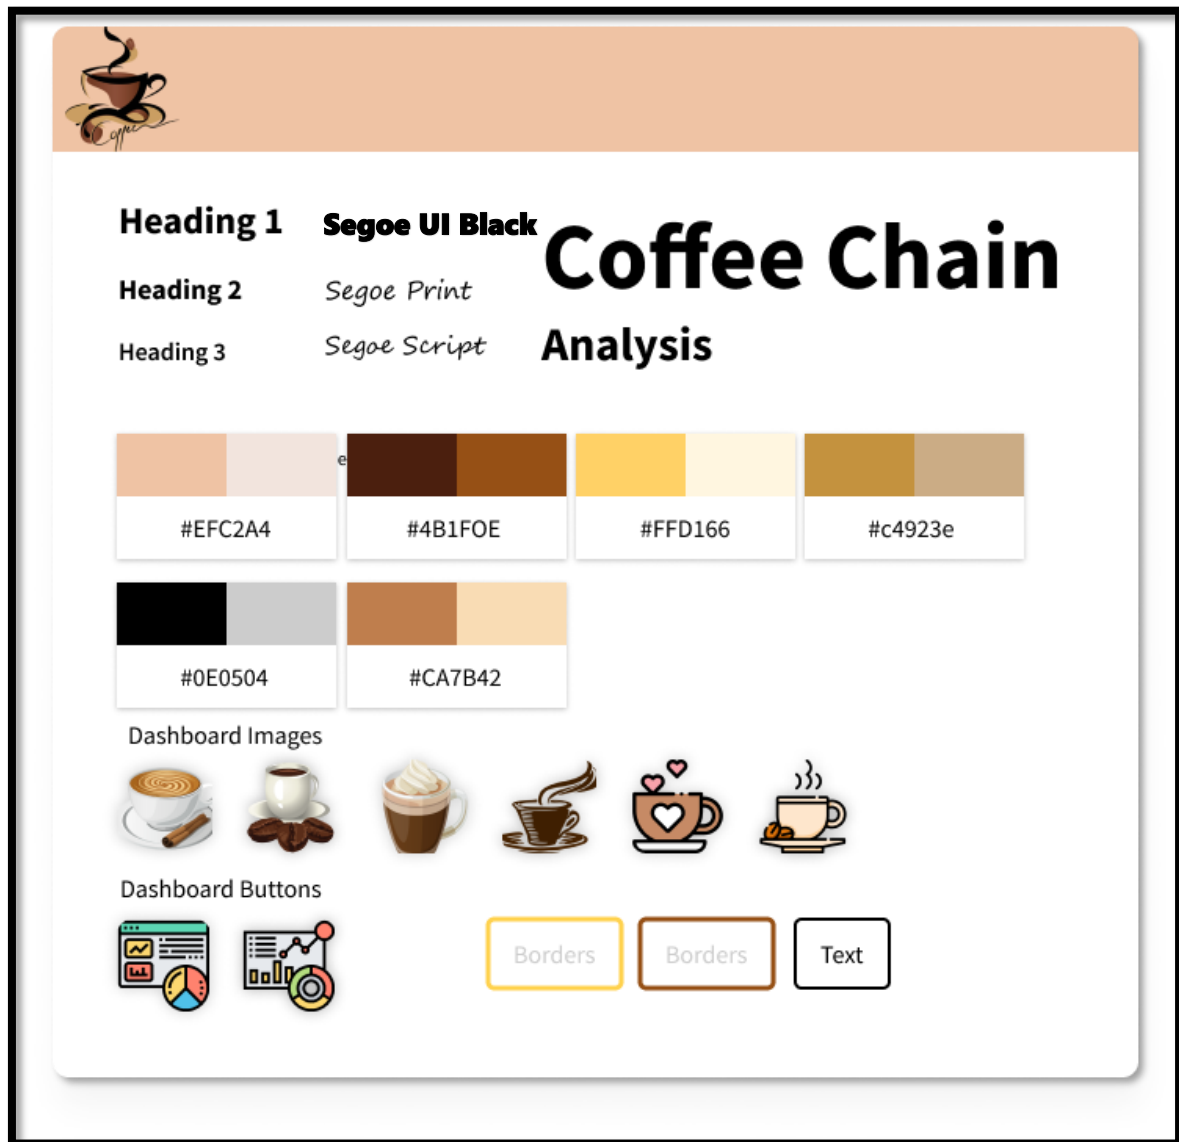 Coffee
Heading 1
Segoe UI Black
Coffee Chain
Heading 2
Segoe Print
Heading 3
Segoe Script
Analysis
e
#EFC2A4
#4B1FOE
#FFD166
#c4923e
#0E0504
#CA7B42
Dashboard Images
Dashboard Buttons
Borders
Borders
Text